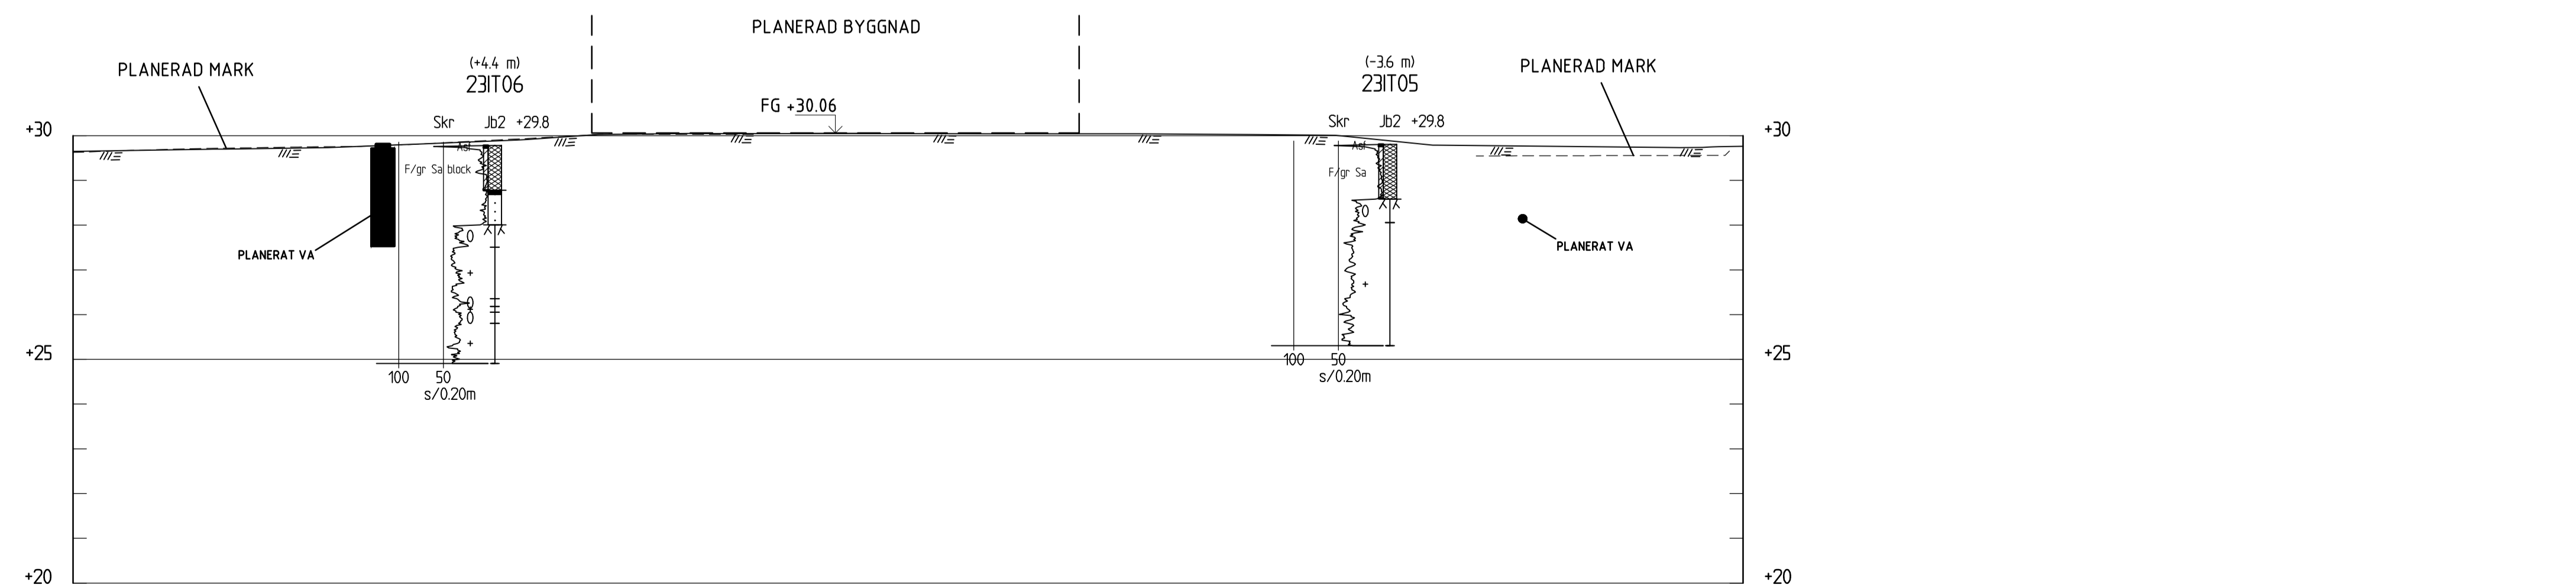 PLANERAD BYGGNAD
PLANERAD MARK
(+4.4 m)
23IT06
(-3.6 m)
23IT05
PLANERAD MARK
FG +30.06
+30
Skr Jb2 +29.8
Skr Jb2 +29.8
+30
Asf
Asf
F/gr Sa block
F/gr Sa
PLANERAT VA
PLANERAT VA
+25
+25
100 50
s/0.20m
100 50
s/0.20m
+20
+20